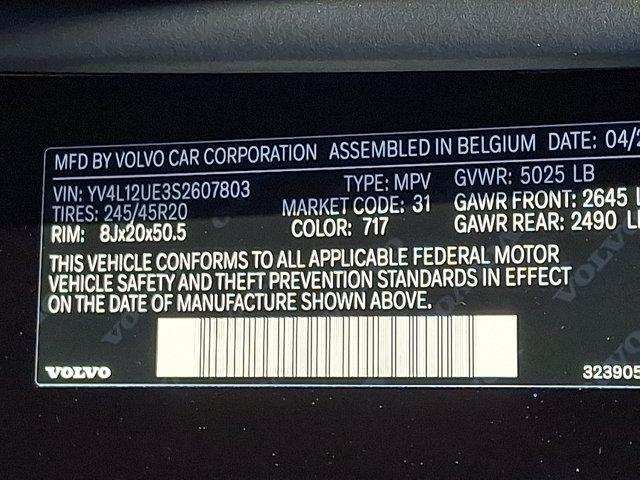 MFD BY VOLVO CAR CORPORATION ASSEMBLED IN BELGIUM DATE: 04/2
VIN: YV4L12UE3S2607803 TYPE: MPV GVWR: 5025 LB
TIRES: 245/45R20 MARKET CODE: 31 GAWR FRONT: 2645 L
RIM: 8Jx20x50.5 COLOR: 717 GAWR REAR: 2490 LB
THIS VEHICLE CONFORMS TO ALL APPLICABLE FEDERAL MOTOR
VEHICLE SAFETY AND THEFT PREVENTION STANDARDS IN EFFECT
ON THE DATE OF MANUFACTURE SHOWN ABOVE.
VOLVO 323905